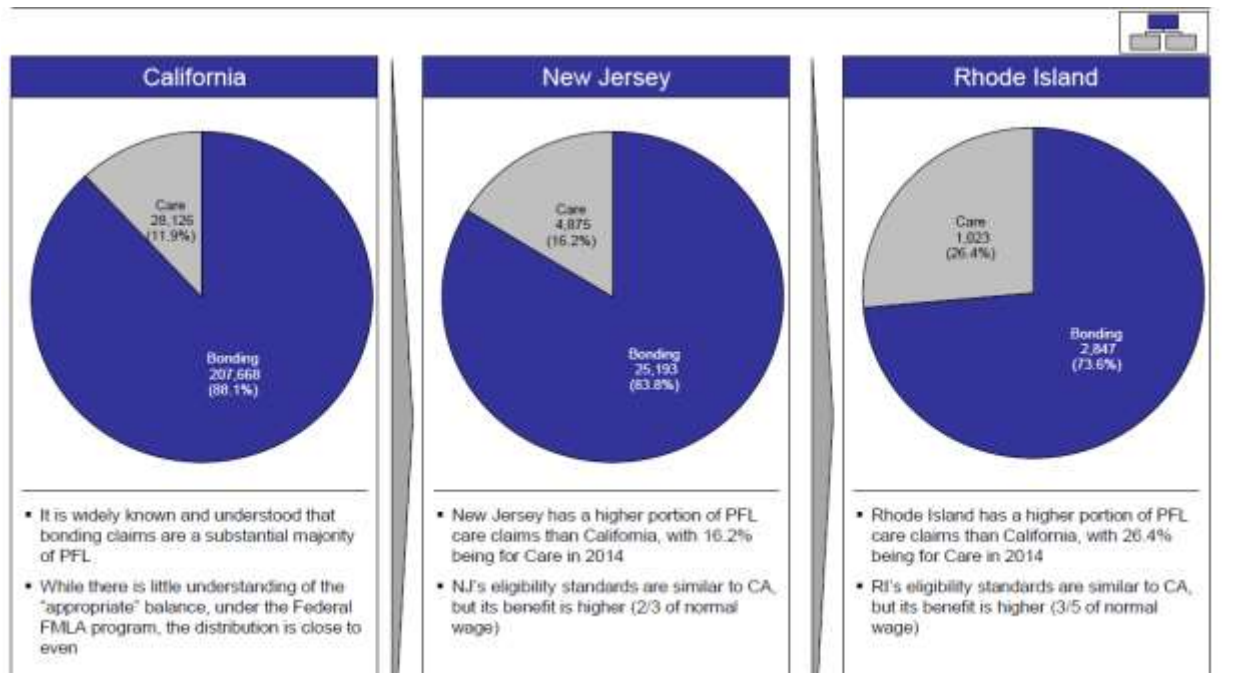 California
Care
28,126
(11.9%)
Bonding
207,668
(88.1%)
▪ It is widely known and understood that
bonding claims are a substantial majority
of PFL
▪ While there is little understanding of the
"appropriate" balance, under the Federal
FMLA program, the distribution is close to
even
New Jersey
Care
4,875
(16.2%)
Bonding
25,193
(83.8%)
▪ New Jersey has a higher portion of PFL
care claims than California, with 16.2%
being for Care in 2014
▪ NJ's eligibility standards are similar to CA,
but its benefit is higher (2/3 of normal
wage)
Rhode Island
Care
1,023
(26.4%)
Bonding
2,847
(73.6%)
▪ Rhode Island has a higher portion of PFL
care claims than California, with 26.4%
being for Care in 2014
▪ RI's eligibility standards are similar to CA,
but its benefit is higher (3/5 of normal
wage)